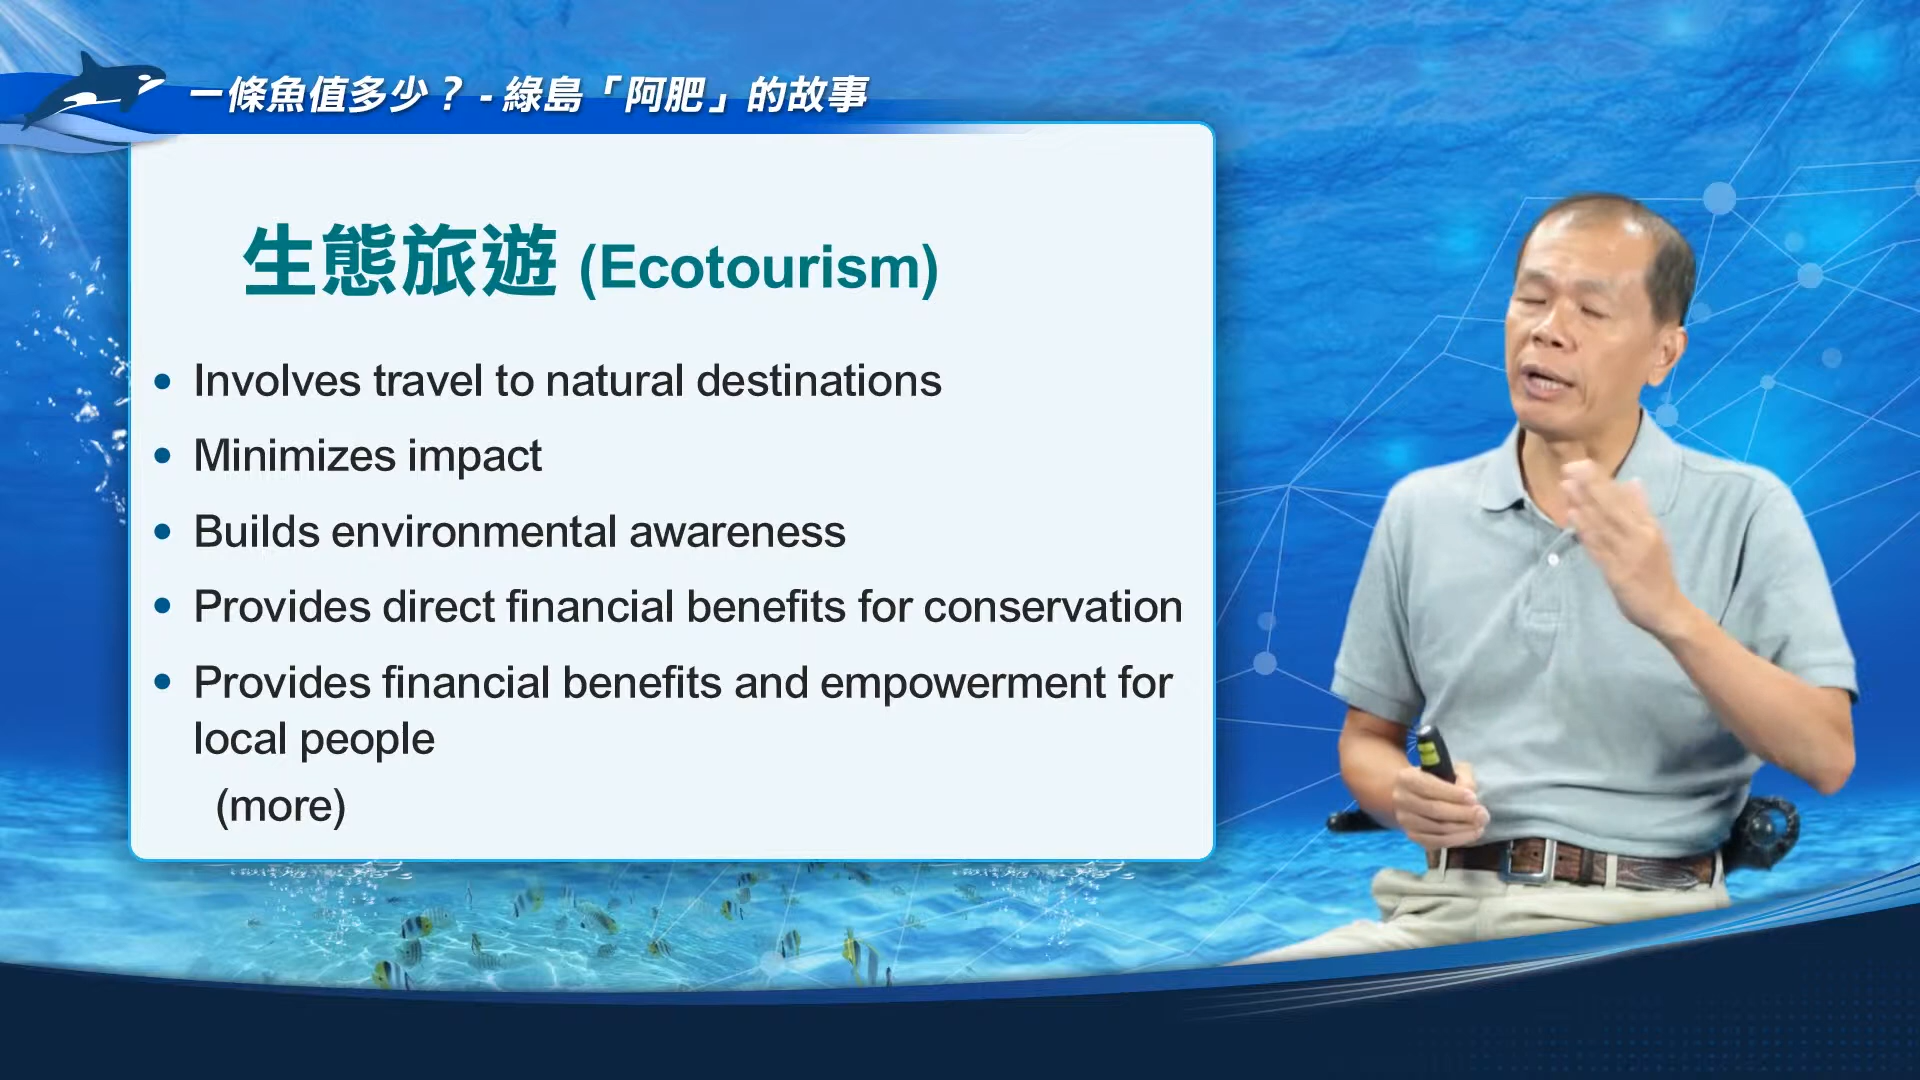 一條魚值多少？- 綠島「阿肥」的故事
生態旅遊 (Ecotourism)
• Involves travel to natural destinations
• Minimizes impact
• Builds environmental awareness
• Provides direct financial benefits for conservation
• Provides financial benefits and empowerment for
local people
(more)